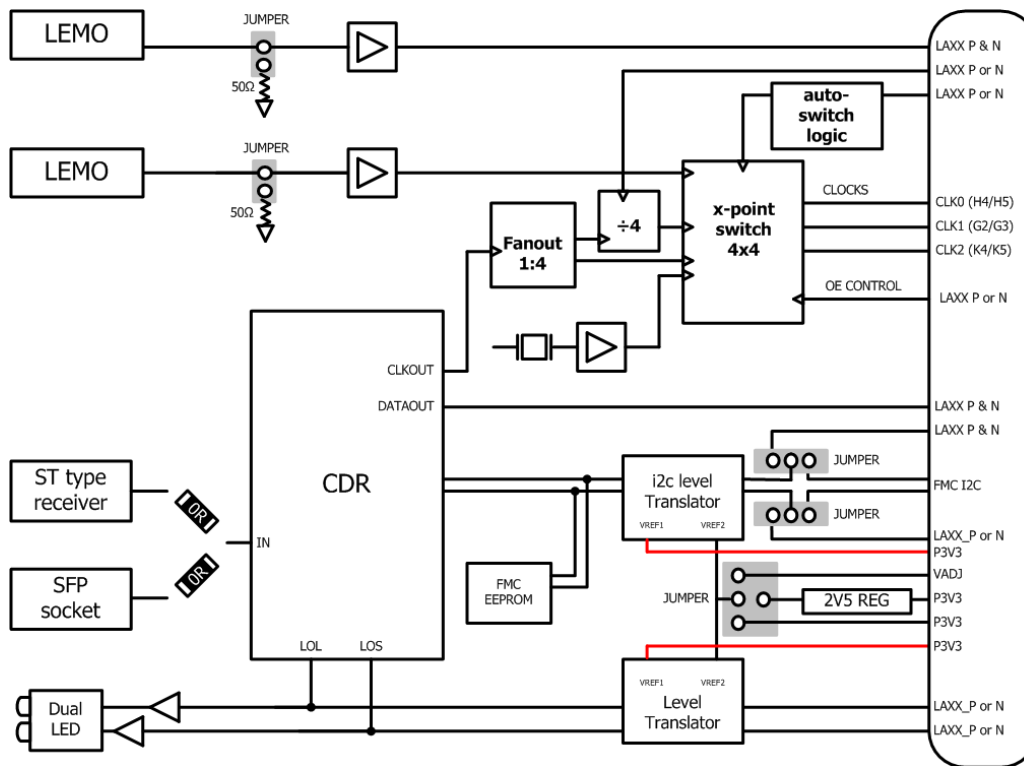 LEMO
JUMPER
50Ω
LAXX P & N
LAXX P or N
LAXX P or N
auto-
switch
logic
LEMO
JUMPER
50Ω
Fanout
1:4
÷4
x-point
switch
4x4
CLOCKS
CLK0 (H4/H5)
CLK1 (G2/G3)
CLK2 (K4/K5)
OE CONTROL
LAXX P or N
CLKOUT
DATAOUT
LAXX P & N
LAXX P & N
CDR
ST type
receiver
0R
IN
SFP
socket
0R
i2c level
Translator
VREF1
VREF2
JUMPER
FMC I2C
JUMPER
LAXX_P or N
P3V3
FMC
EEPROM
JUMPER
VADJ
2V5 REG
P3V3
P3V3
P3V3
LOL
LOS
VREF1
VREF2
Level
Translator
Dual
LED
LAXX_P or N
LAXX_P or N